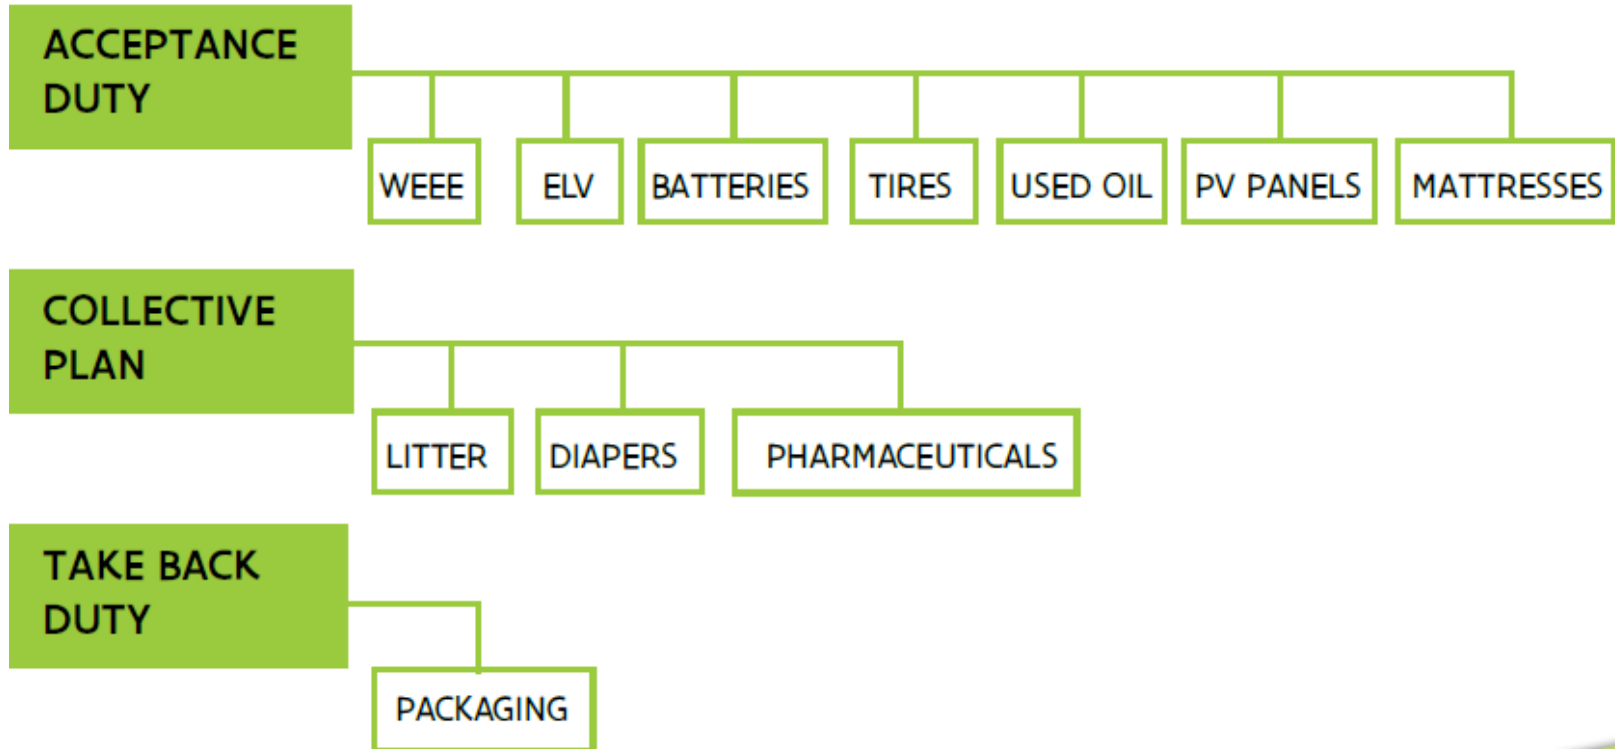 ACCEPTANCE
DUTY
WEEE
ELV
BATTERIES
TIRES
USED OIL
PV PANELS
MATTRESSES
COLLECTIVE
PLAN
LITTER
DIAPERS
PHARMACEUTICALS
TAKE BACK
DUTY
PACKAGING